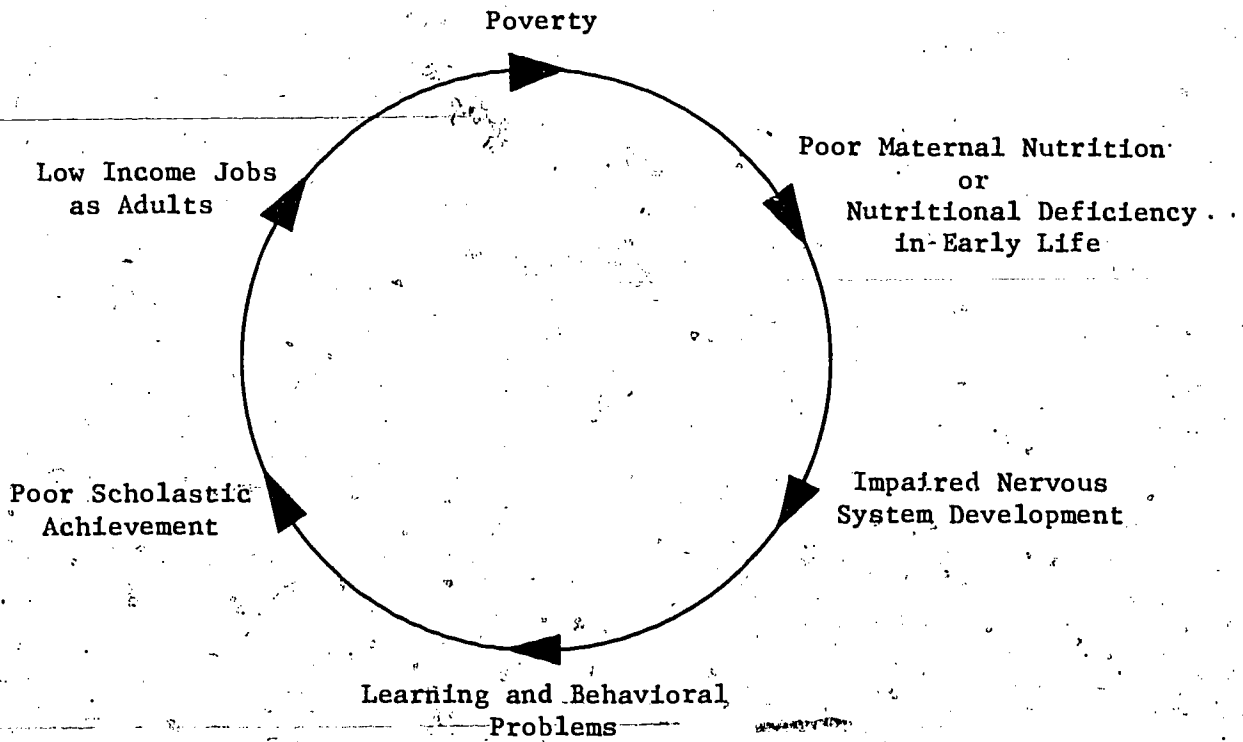 Poverty
Poor Maternal Nutrition
or
Nutritional Deficiency
in Early Life
Impaired Nervous
System Development
Learning and Behavioral
Problems
Poor Scholastic
Achievement
Low Income Jobs
as Adults